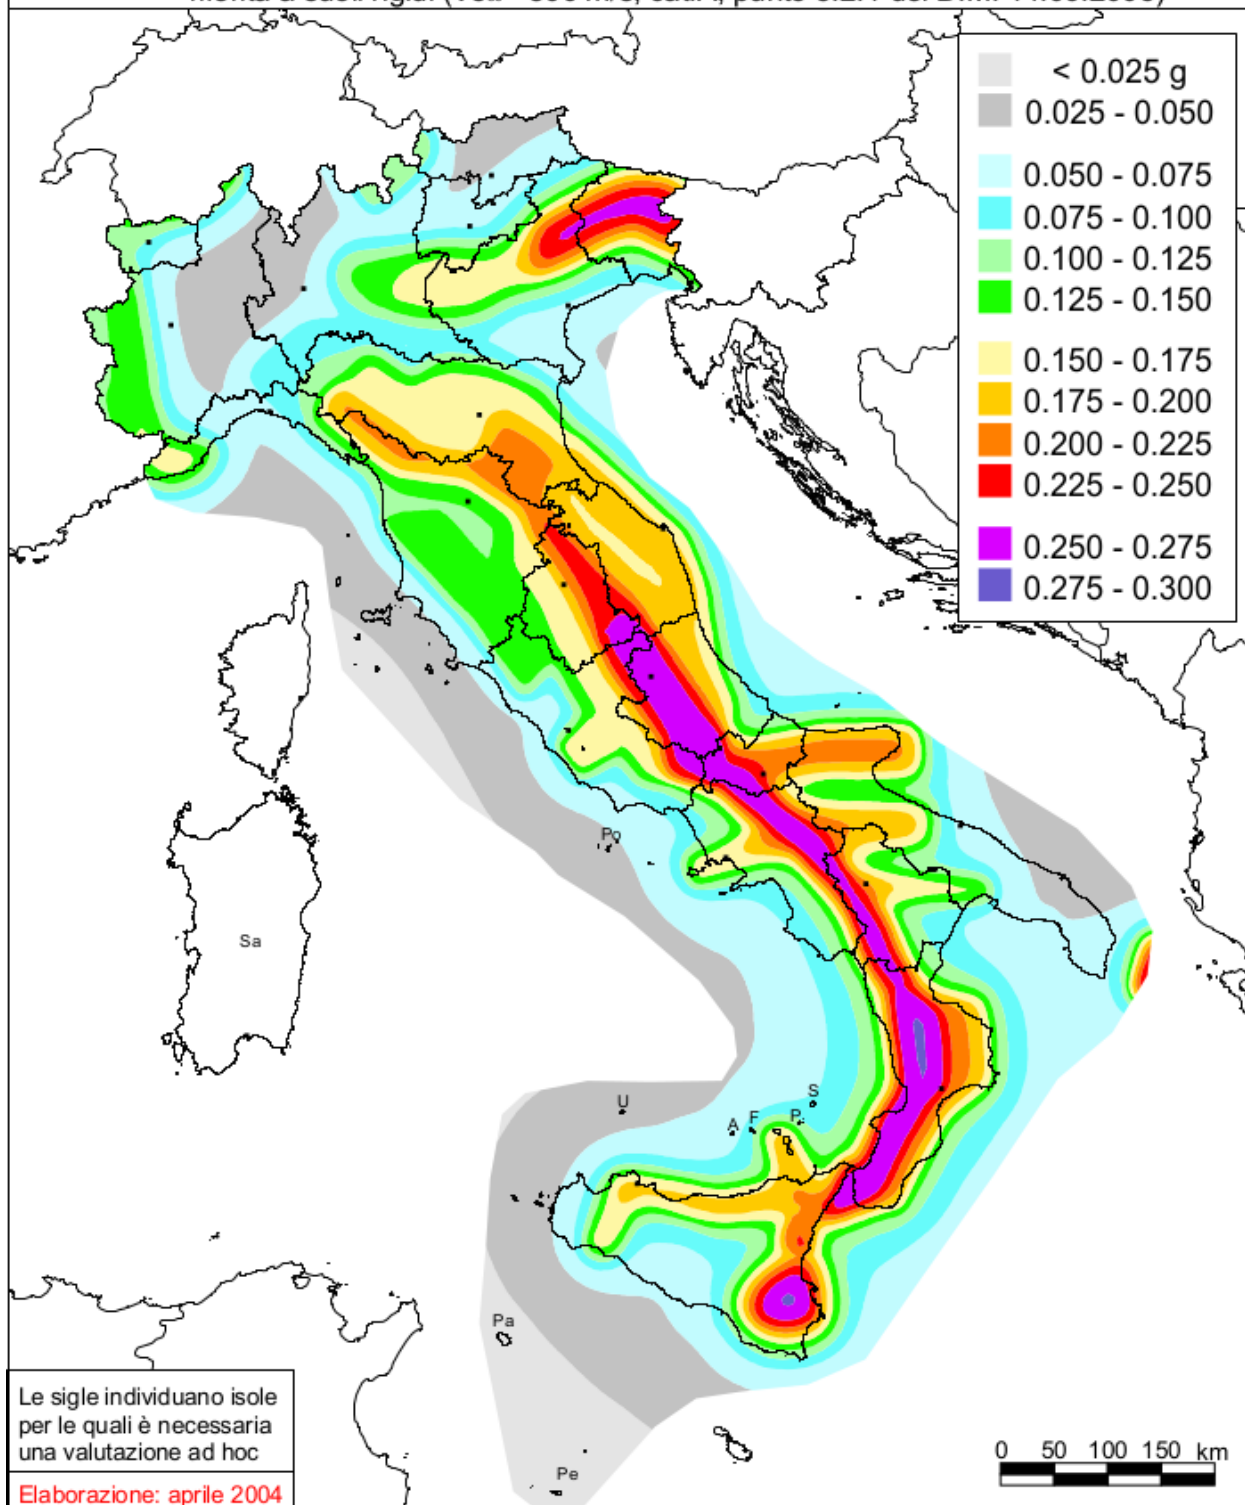 < 0.025 g
0.025 - 0.050
0.050 - 0.075
0.075 - 0.100
0.100 - 0.125
0.125 - 0.150
0.150 - 0.175
0.175 - 0.200
0.200 - 0.225
0.225 - 0.250
0.250 - 0.275
0.275 - 0.300
Po
Sa
U
A
F
P
S
Pa
Pe
Le sigle individuano isole
per le quali è necessaria
una valutazione ad hoc
Elaborazione: aprile 2004
0 50 100 150 km